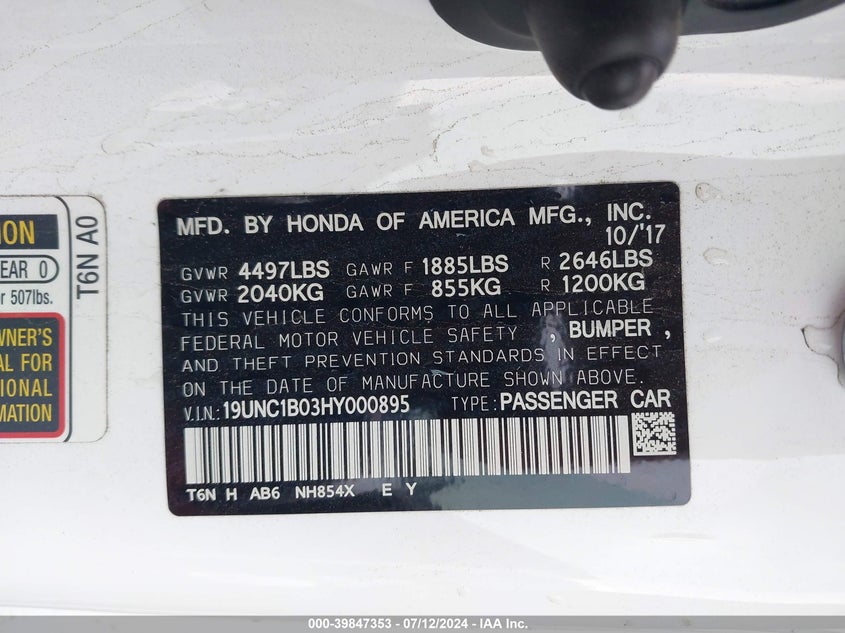 ION
EAR 0
r 507lbs.
WNER'S
AL FOR
IONAL
MATION
T6N A0
MFD. BY HONDA OF AMERICA MFG., INC.
10/'17
GVWR 4497LBS GAWR F 1885LBS R 2646LBS
GVWR 2040KG GAWR F 855KG R 1200KG
THIS VEHICLE CONFORMS TO ALL APPLICABLE
FEDERAL MOTOR VEHICLE SAFETY , BUMPER ,
AND THEFT PREVENTION STANDARDS IN EFFECT
ON THE DATE OF MANUFACTURE SHOWN ABOVE.
V.I.N.: 19UNC1B03HY000895 TYPE: PASSENGER CAR
T6N H AB6 NH854X E Y
000-39847353 - 07/12/2024 - IAA Inc.